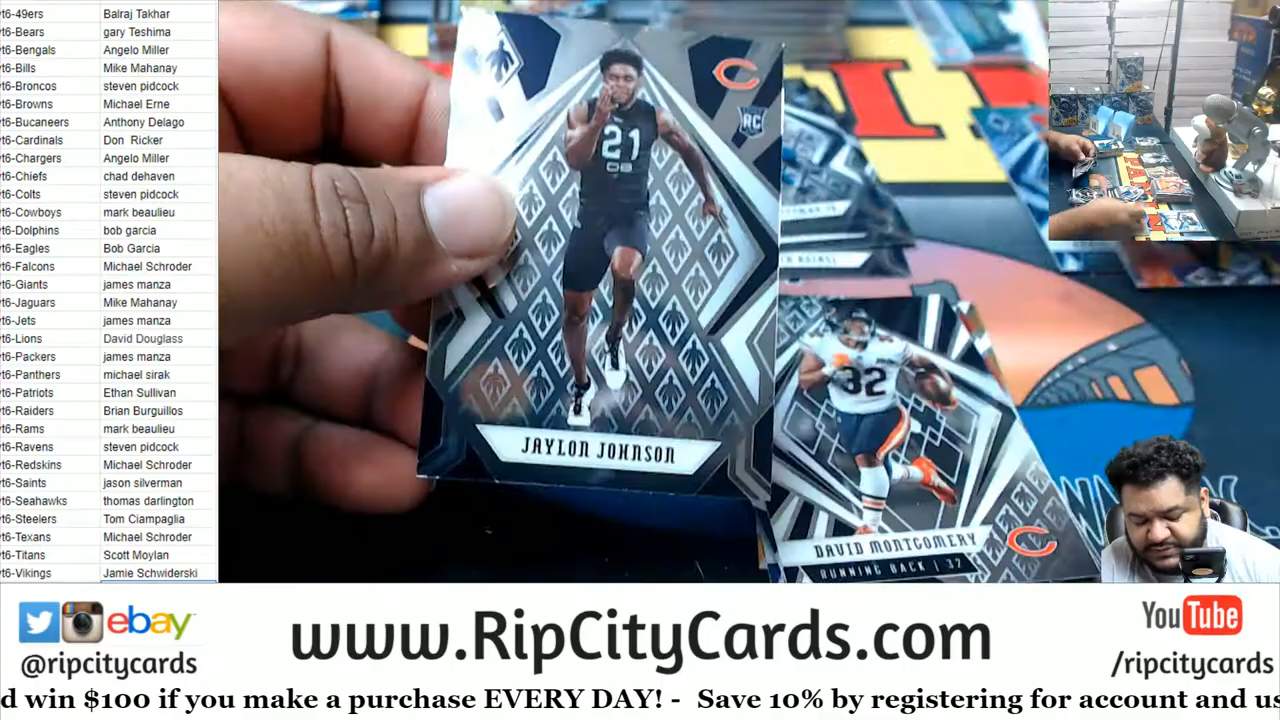 t6-49ers Balraj Takhar
t6-Bears gary Teshima
t6-Bengals Angelo Miller
t6-Bills Mike Mahanay
t6-Broncos steven pidcock
t6-Browns Michael Erne
t6-Bucaneers Anthony Delago
t6-Cardinals Don Ricker
t6-Chargers Angelo Miller
t6-Chiefs chad dehaven
t6-Colts steven pidcock
t6-Cowboys mark beaulieu
t6-Dolphins bob garcia
t6-Eagles Bob Garcia
t6-Falcons Michael Schroder
t6-Giants james manza
t6-Jaguars Mike Mahanay
t6-Jets james manza
t6-Lions David Douglass
t6-Packers james manza
t6-Panthers michael sirak
t6-Patriots Ethan Sullivan
t6-Raiders Brian Burguillos
t6-Rams mark beaulieu
t6-Ravens steven pidcock
t6-Redskins Michael Schroder
t6-Saints jason silverman
t6-Seahawks thomas darlington
t6-Steelers Tom Ciampaglia
t6-Texans Michael Schroder
t6-Titans Scott Moylan
t6-Vikings Jamie Schwiderski
RC
21
JAYLON JOHNSON
32
DAVID MONTGOMERY
RUNNING BACK | 32
ebay
@ripcitycards
www.RipCityCards.com
YouTube
/ripcitycards
d win $100 if you make a purchase EVERY DAY! - Save 10% by registering for account and us